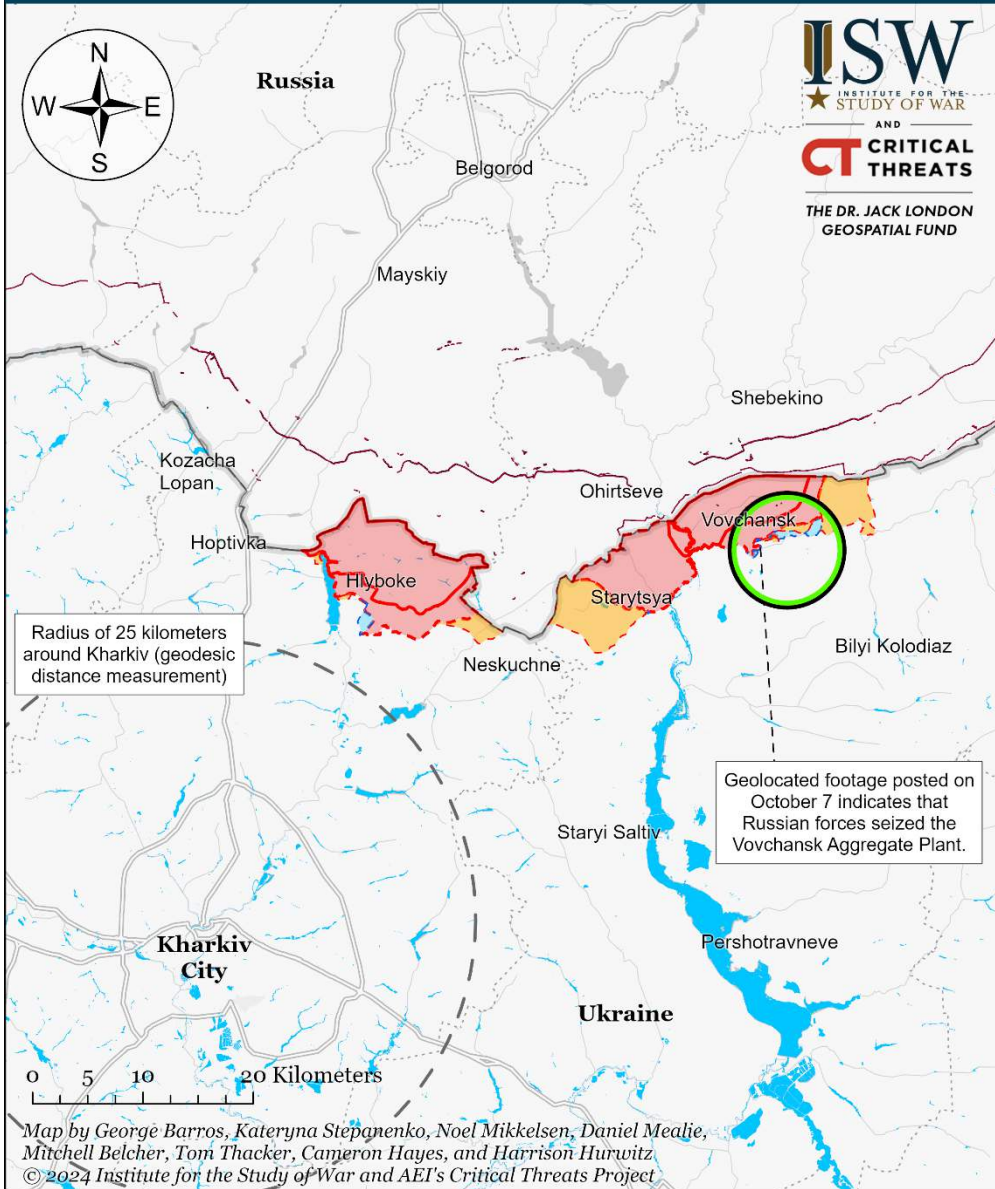 N
W E
S
Russia
ISW
INSTITUTE FOR THE
STUDY OF WAR
AND
CT CRITICAL
THREATS
THE DR. JACK LONDON
GEOSPATIAL FUND
Belgorod
Mayskiy
Shebekino
Kozacha
Lopan
Ohirtseve
Vovchansk
Hoptivka
Hlyboke
Starytsya
Radius of 25 kilometers
around Kharkiv (geodesic
distance measurement)
Neskuchne
Bilyi Kolodiaz
Geolocated footage posted on
October 7 indicates that
Russian forces seized the
Vovchansk Aggregate Plant.
Staryi Saltiv
Kharkiv
City
Pershotravneve
Ukraine
0 5 10 20 Kilometers
Map by George Barros, Kateryna Stepanenko, Noel Mikkelsen, Daniel Mealie,
Mitchell Belcher, Tom Thacker, Cameron Hayes, and Harrison Hurwitz
© 2024 Institute for the Study of War and AEI's Critical Threats Project